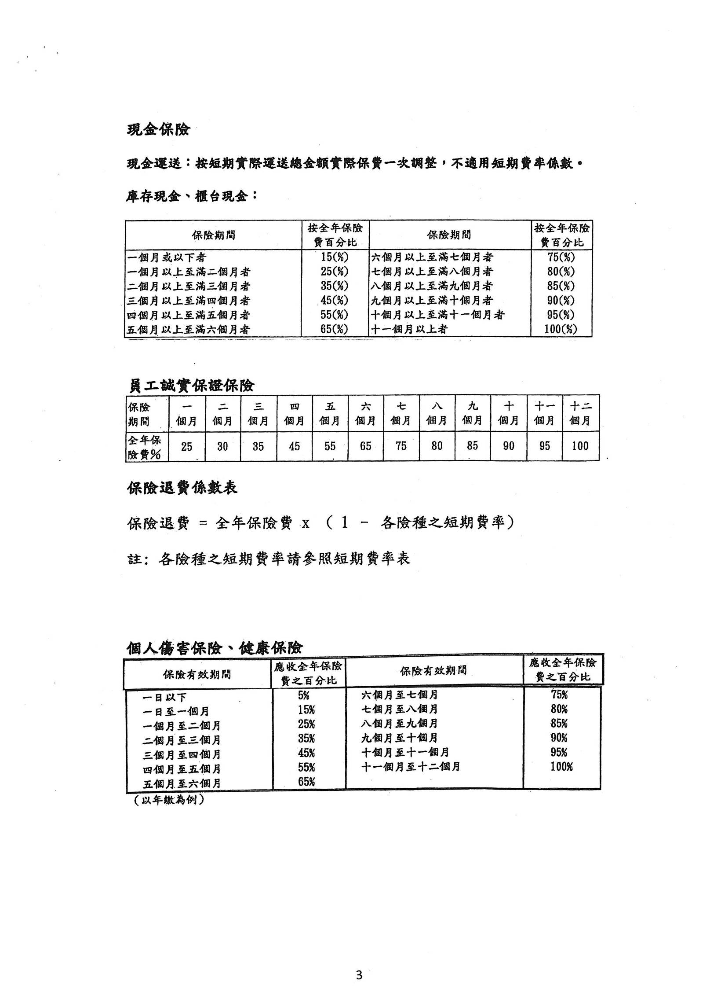 現金保險
現金運送：按短期實際運送總金額實際保費一次調整，不適用短期費率係數。
庫存現金、櫃台現金：
保險期間 按全年保險費百分比 保險期間 按全年保險費百分比
一個月或以下者 15(%) 六個月以上至滿七個月者 75(%)
一個月以上至滿二個月者 25(%) 七個月以上至滿八個月者 80(%)
二個月以上至滿三個月者 35(%) 八個月以上至滿九個月者 85(%)
三個月以上至滿四個月者 45(%) 九個月以上至滿十個月者 90(%)
四個月以上至滿五個月者 55(%) 十個月以上至滿十一個月者 95(%)
五個月以上至滿六個月者 65(%) 十一個月以上者 100(%)
員工誠實保證保險
保險期間 一個月 二個月 三個月 四個月 五個月 六個月 七個月 八個月 九個月 十個月 十一個月 十二個月
全年保險費% 25 30 35 45 55 65 75 80 85 90 95 100
保險退費係數表
保險退費 = 全年保險費 x （1 - 各險種之短期費率）
註: 各險種之短期費率請參照短期費率表
個人傷害保險、健康保險
保險有效期間 應收全年保險費之百分比 保險有效期間 應收全年保險費之百分比
一日以下 5% 六個月至七個月 75%
一日至一個月 15% 七個月至八個月 80%
一個月至二個月 25% 八個月至九個月 85%
二個月至三個月 35% 九個月至十個月 90%
三個月至四個月 45% 十個月至十一個月 95%
四個月至五個月 55% 十一個月至十二個月 100%
五個月至六個月 65%
（以年繳為例）
3